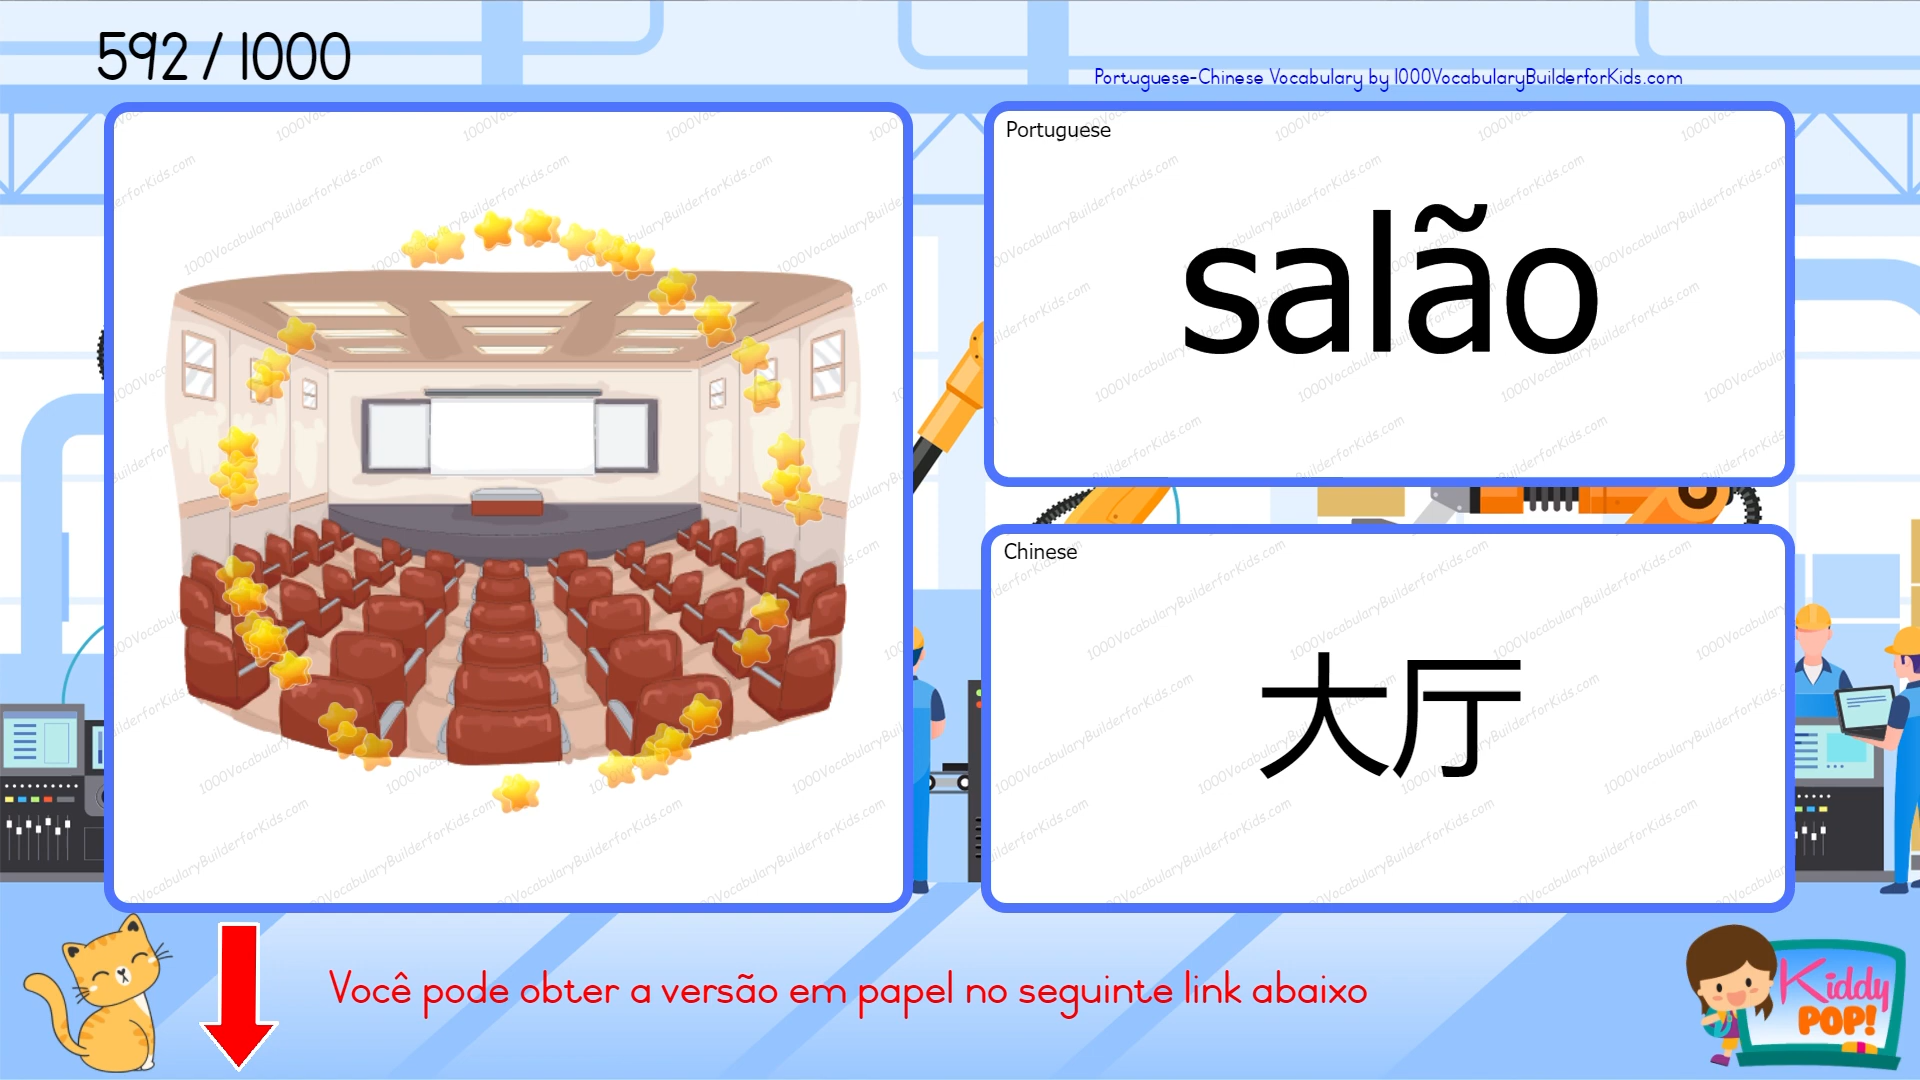 592 / 1000
Portuguese-Chinese Vocabulary by 1000VocabularyBuilderforKids.com
Portuguese
salão
Chinese
大厅
Você pode obter a versão em papel no seguinte link abaixo
Kiddy
POP!